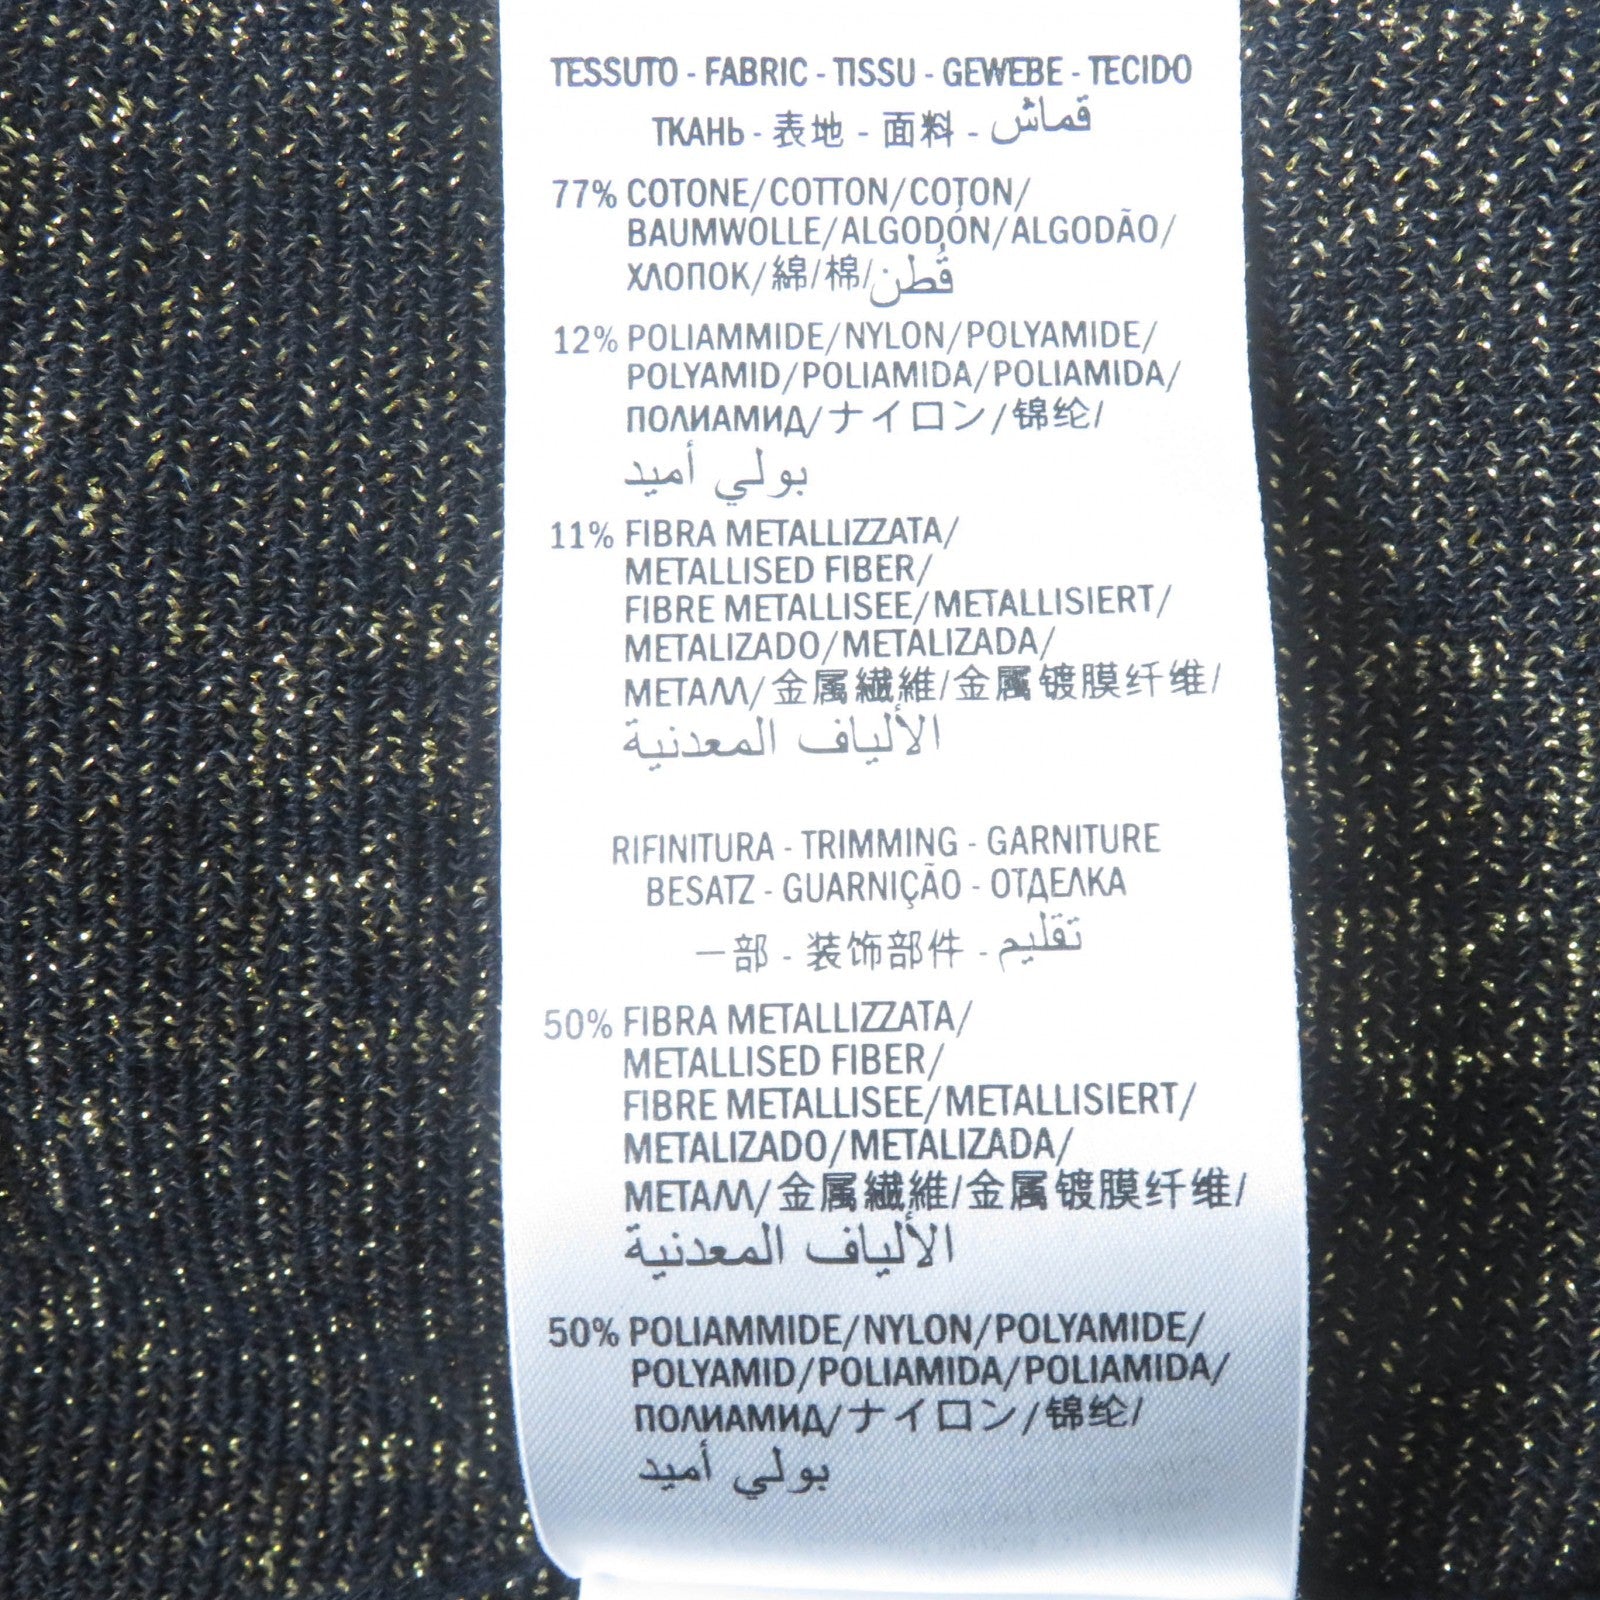 TESSUTO - FABRIC - TISSU - GEWEBE - TECIDO
ТКАНЬ - 表地 - 面料 - قماش
77% COTONE/COTTON/COTON/
BAUMWOLLE/ALGODÓN/ALGODÃO/
ХЛОПОК/綿/棉/قُطن
12% POLIAMMIDE/NYLON/POLYAMIDE/
POLYAMID/POLIAMIDA/POLIAMIDA/
ПОЛИАМИД/ナイロン/锦纶/
بولي أميد
11% FIBRA METALLIZZATA/
METALLISED FIBER/
FIBRE METALLISEE/METALLISIERT/
METALIZADO/METALIZADA/
МЕТАЛЛ/金属繊維/金属镀膜纤维/
الألياف المعدنية
RIFINITURA - TRIMMING - GARNITURE
BESATZ - GUARNIÇÃO - ОТДЕЛКА
一部 - 装饰部件 - تقليم
50% FIBRA METALLIZZATA/
METALLISED FIBER/
FIBRE METALLISEE/METALLISIERT/
METALIZADO/METALIZADA/
МЕТАЛЛ/金属繊維/金属镀膜纤维/
الألياف المعدنية
50% POLIAMMIDE/NYLON/POLYAMIDE/
POLYAMID/POLIAMIDA/POLIAMIDA/
ПОЛИАМИД/ナイロン/锦纶/
بولي أميد